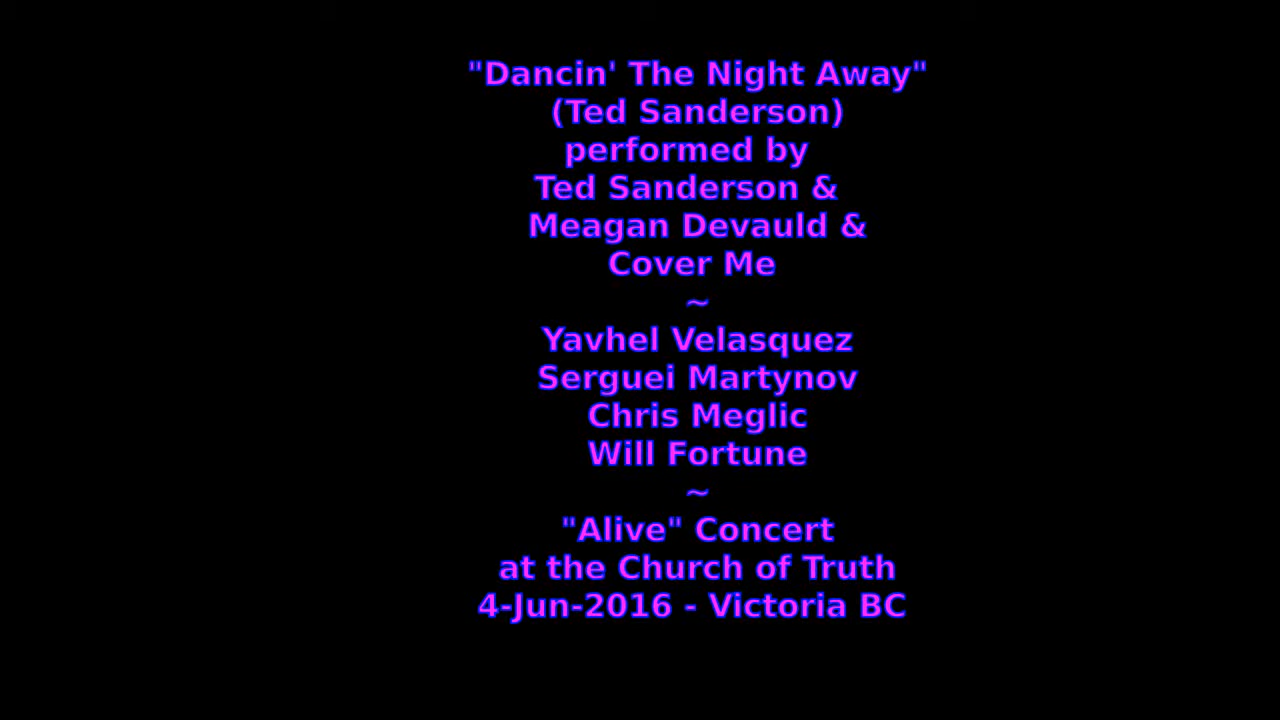 "Dancin' The Night Away"
(Ted Sanderson)
performed by
Ted Sanderson &
Meagan Devauld &
Cover Me
~
Yavhel Velasquez
Serguei Martynov
Chris Meglic
Will Fortune
~
"Alive" Concert
at the Church of Truth
4-Jun-2016 - Victoria BC